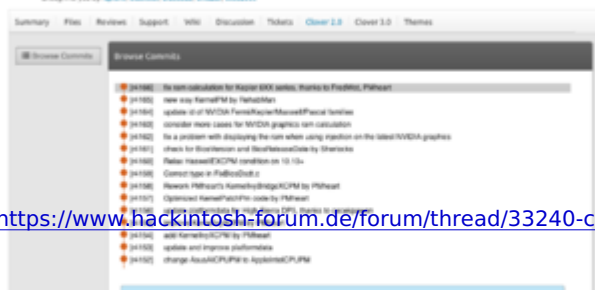 Summary Files Reviews Support Wiki Discussion Tickets Clover 2.0 Clover 3.0 Themes
Browse Commits
Browse Commits
[r4166] fix ram calculation for Kepler 6XX series, thanks to FredWst, PMheart
[r4165] new way KernelPM by RehabMan
[r4164] update id of NVIDIA Fermi/Kepler/Maxwell/Pascal families
[r4163] consider more cases for NVIDIA graphics ram calculation
[r4162] fix a problem with displaying the ram when using injection on the latest NVIDIA graphics
[r4161] check for BiosVersion and BiosReleaseDate by Sherlocks
[r4160] Relax HaswellEXCPM condition on 10.13+
[r4159] Correct typo in FixBiosDsdt.c
[r4158] Rework PMheart's KernelIvyBridgeXCPM by PMheart
[r4157] Optimized KernelPatchPm code by PMheart
https://www.hackintosh-forum.de/forum/thread/33240-c
[r4154] add KernelIvyXCPM by PMheart
[r4153] update and improve platformdata
[r4152] change AsusAICPUPM to AppleIntelCPUPM